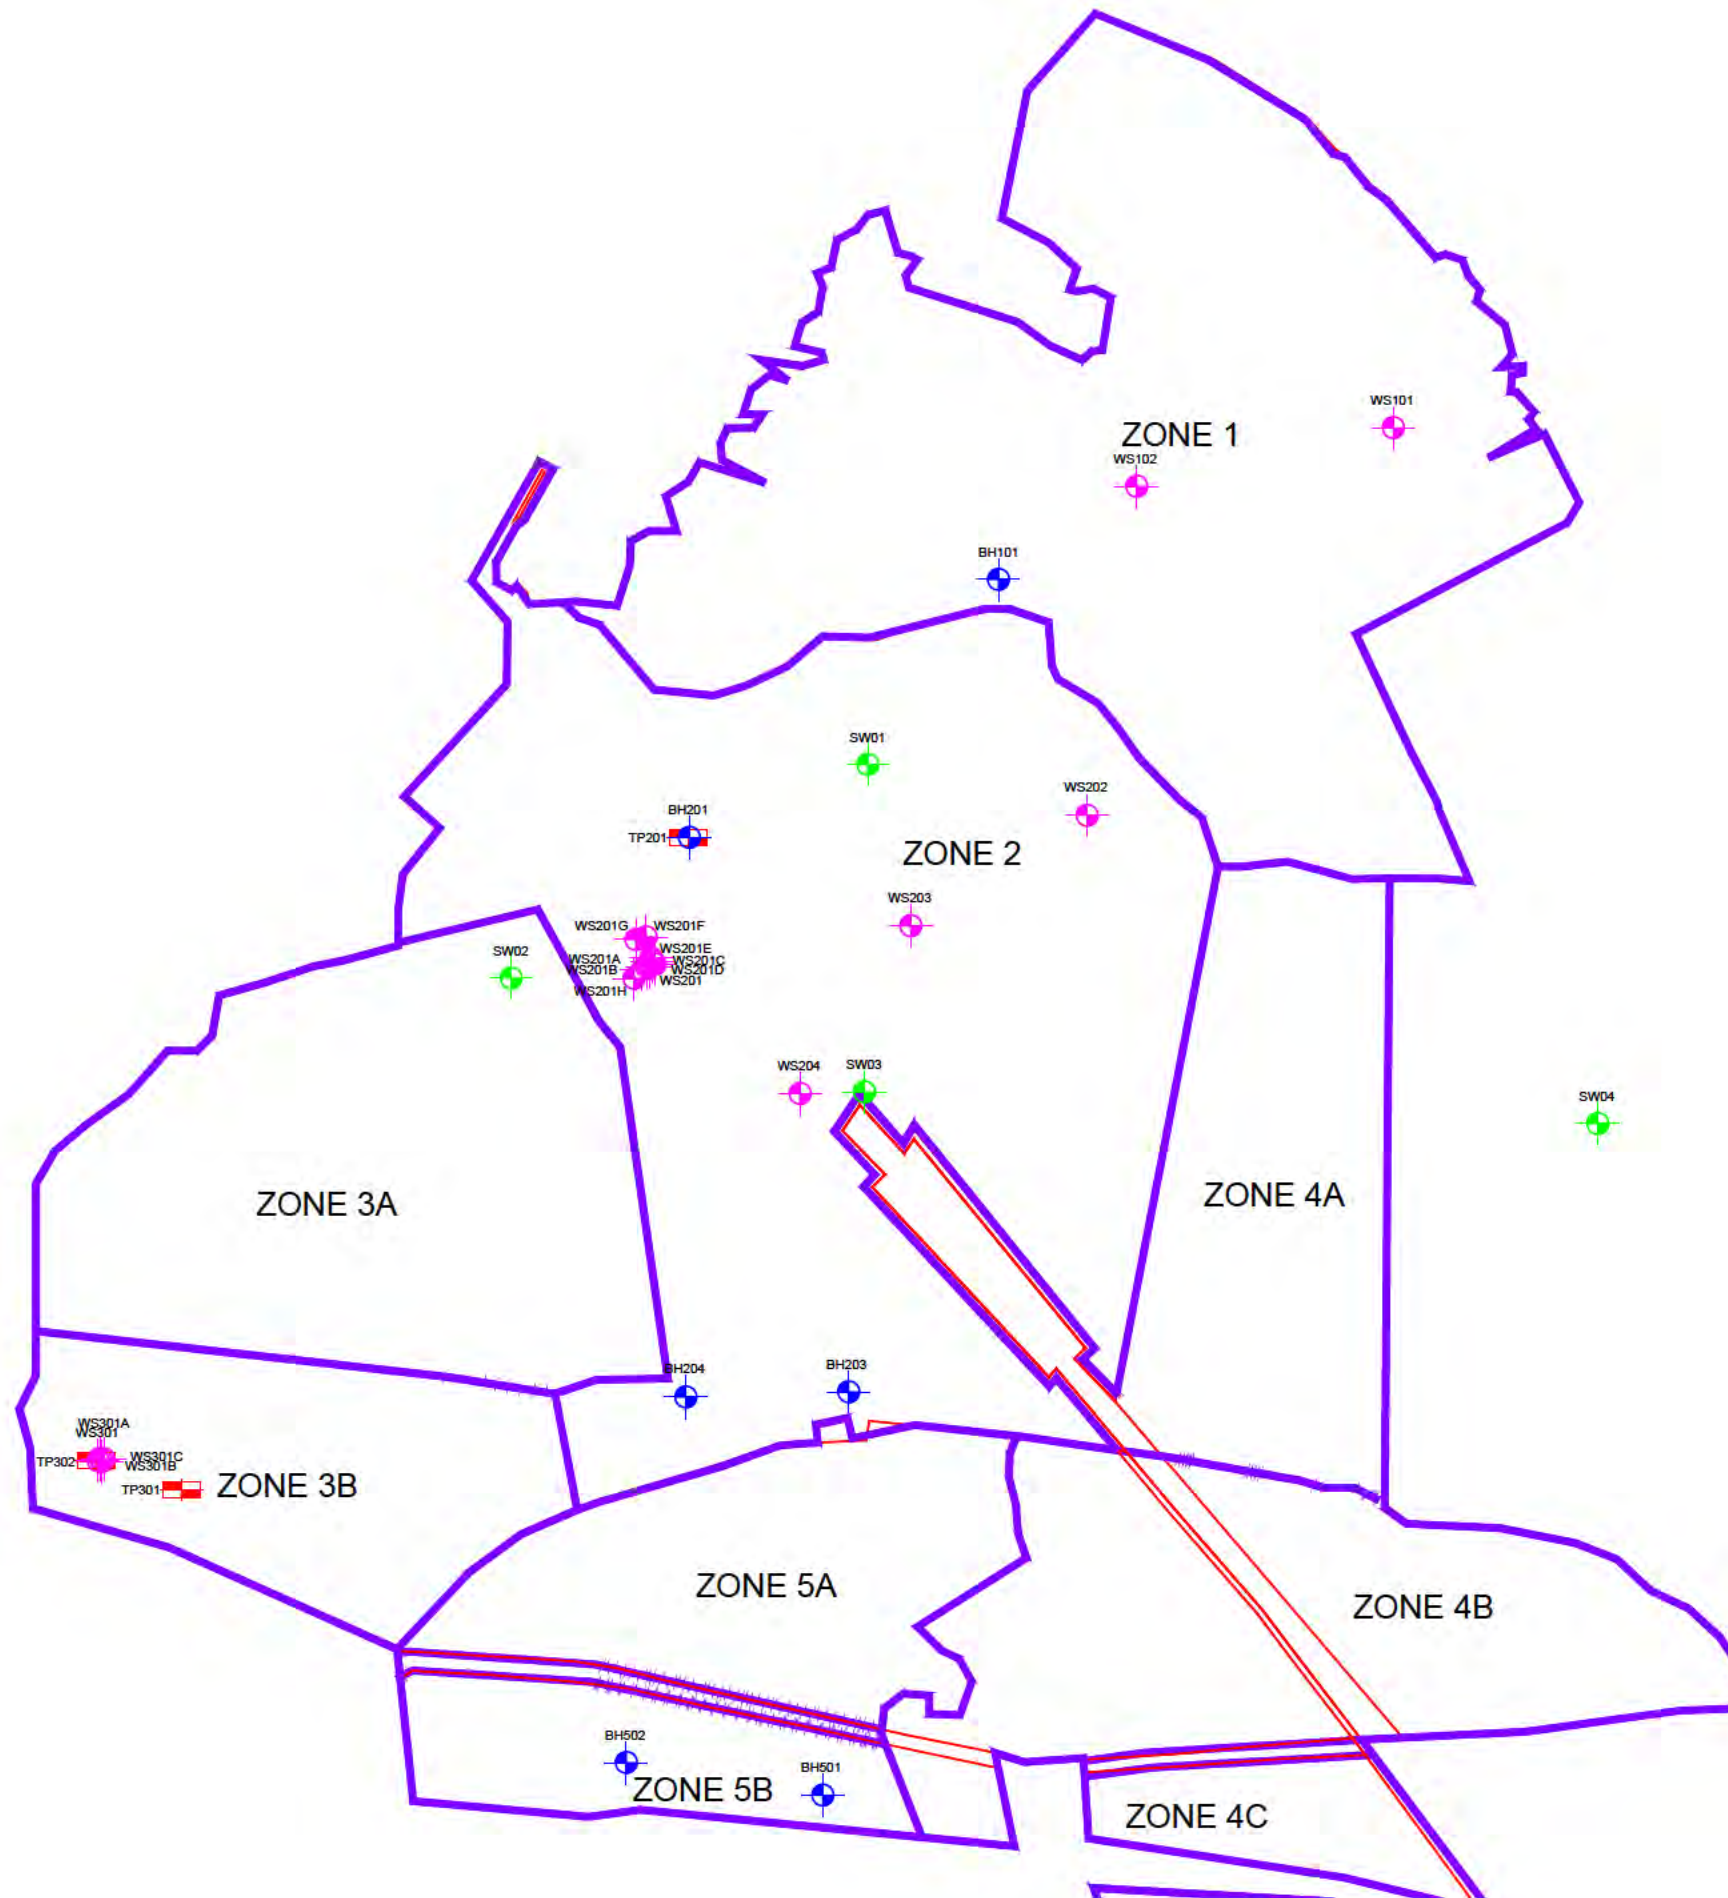 WS101
ZONE 1
WS102
BH101
SW01
WS202
BH201
TP201
ZONE 2
WS203
WS201G
WS201F
WS201E
SW02
WS201A
WS201C
WS201B
WS201D
WS201
WS201H
WS204
SW03
SW04
ZONE 3A
ZONE 4A
BH204
BH203
WS301A
WS301
WS301C
TP302
WS301B
TP301
ZONE 3B
ZONE 5A
ZONE 4B
BH502
BH501
ZONE 5B
ZONE 4C